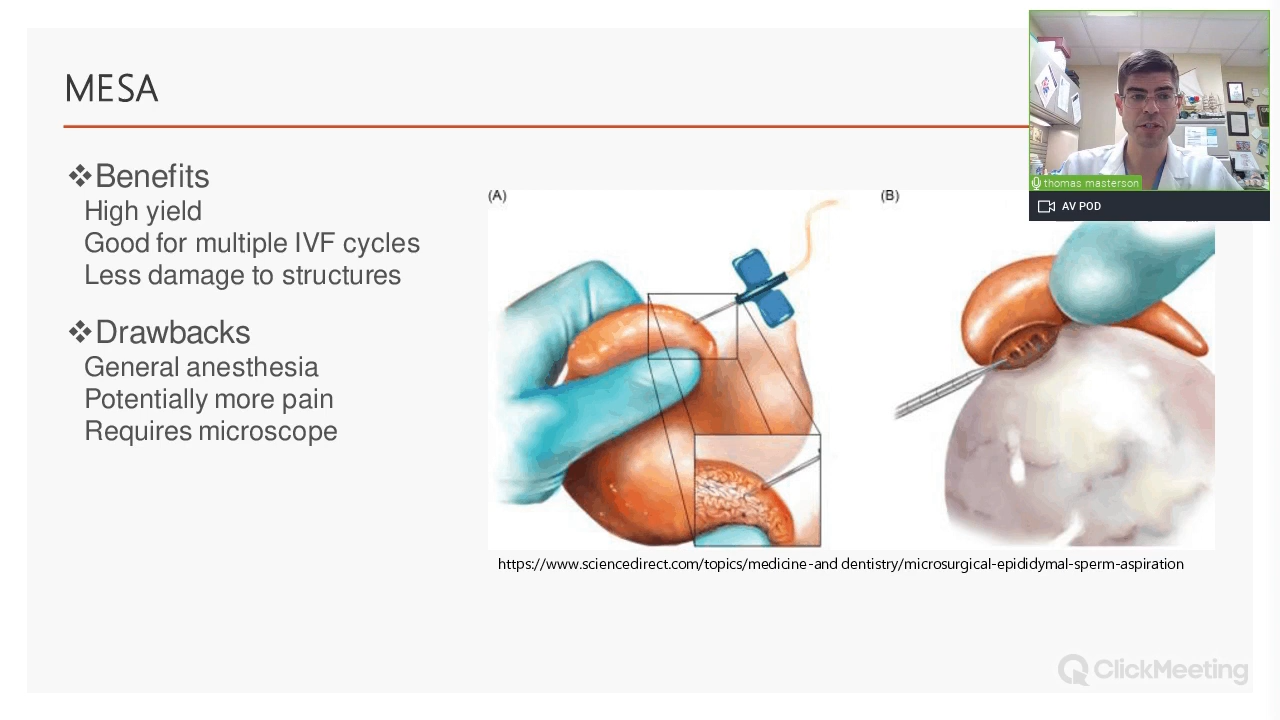 MESA
❖Benefits
High yield
Good for multiple IVF cycles
Less damage to structures
❖Drawbacks
General anesthesia
Potentially more pain
Requires microscope
(A)
(B)
https://www.sciencedirect.com/topics/medicine-and dentistry/microsurgical-epididymal-sperm-aspiration
thomas masterson
AV POD
ClickMeeting